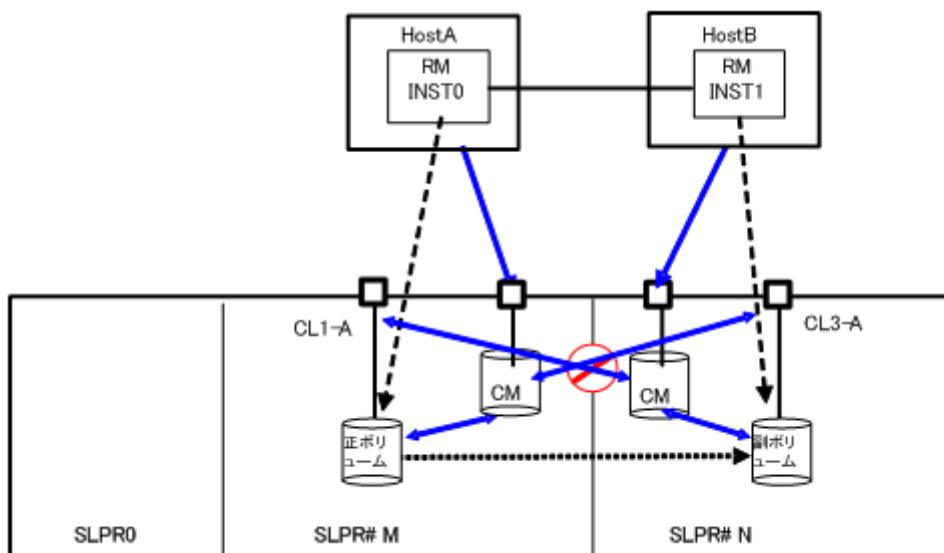 HostA
RM
INST0
HostB
RM
INST1
CL1-A
CL3-A
CM
CM
正ボリ
ューム
副ボリ
ューム
SLPR0
SLPR# M
SLPR# N